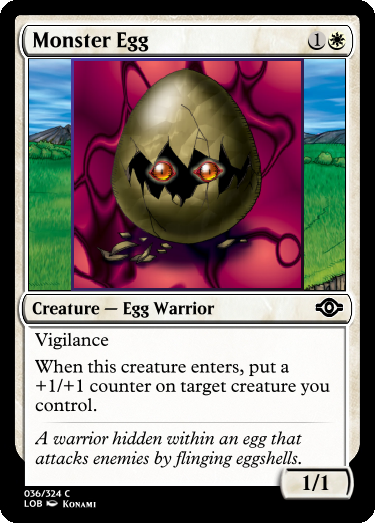 Monster Egg 1
Creature — Egg Warrior
Vigilance
When this creature enters, put a
+1/+1 counter on target creature you
control.
A warrior hidden within an egg that
attacks enemies by flinging eggshells.
1/1
036/324 C
LOB Konami